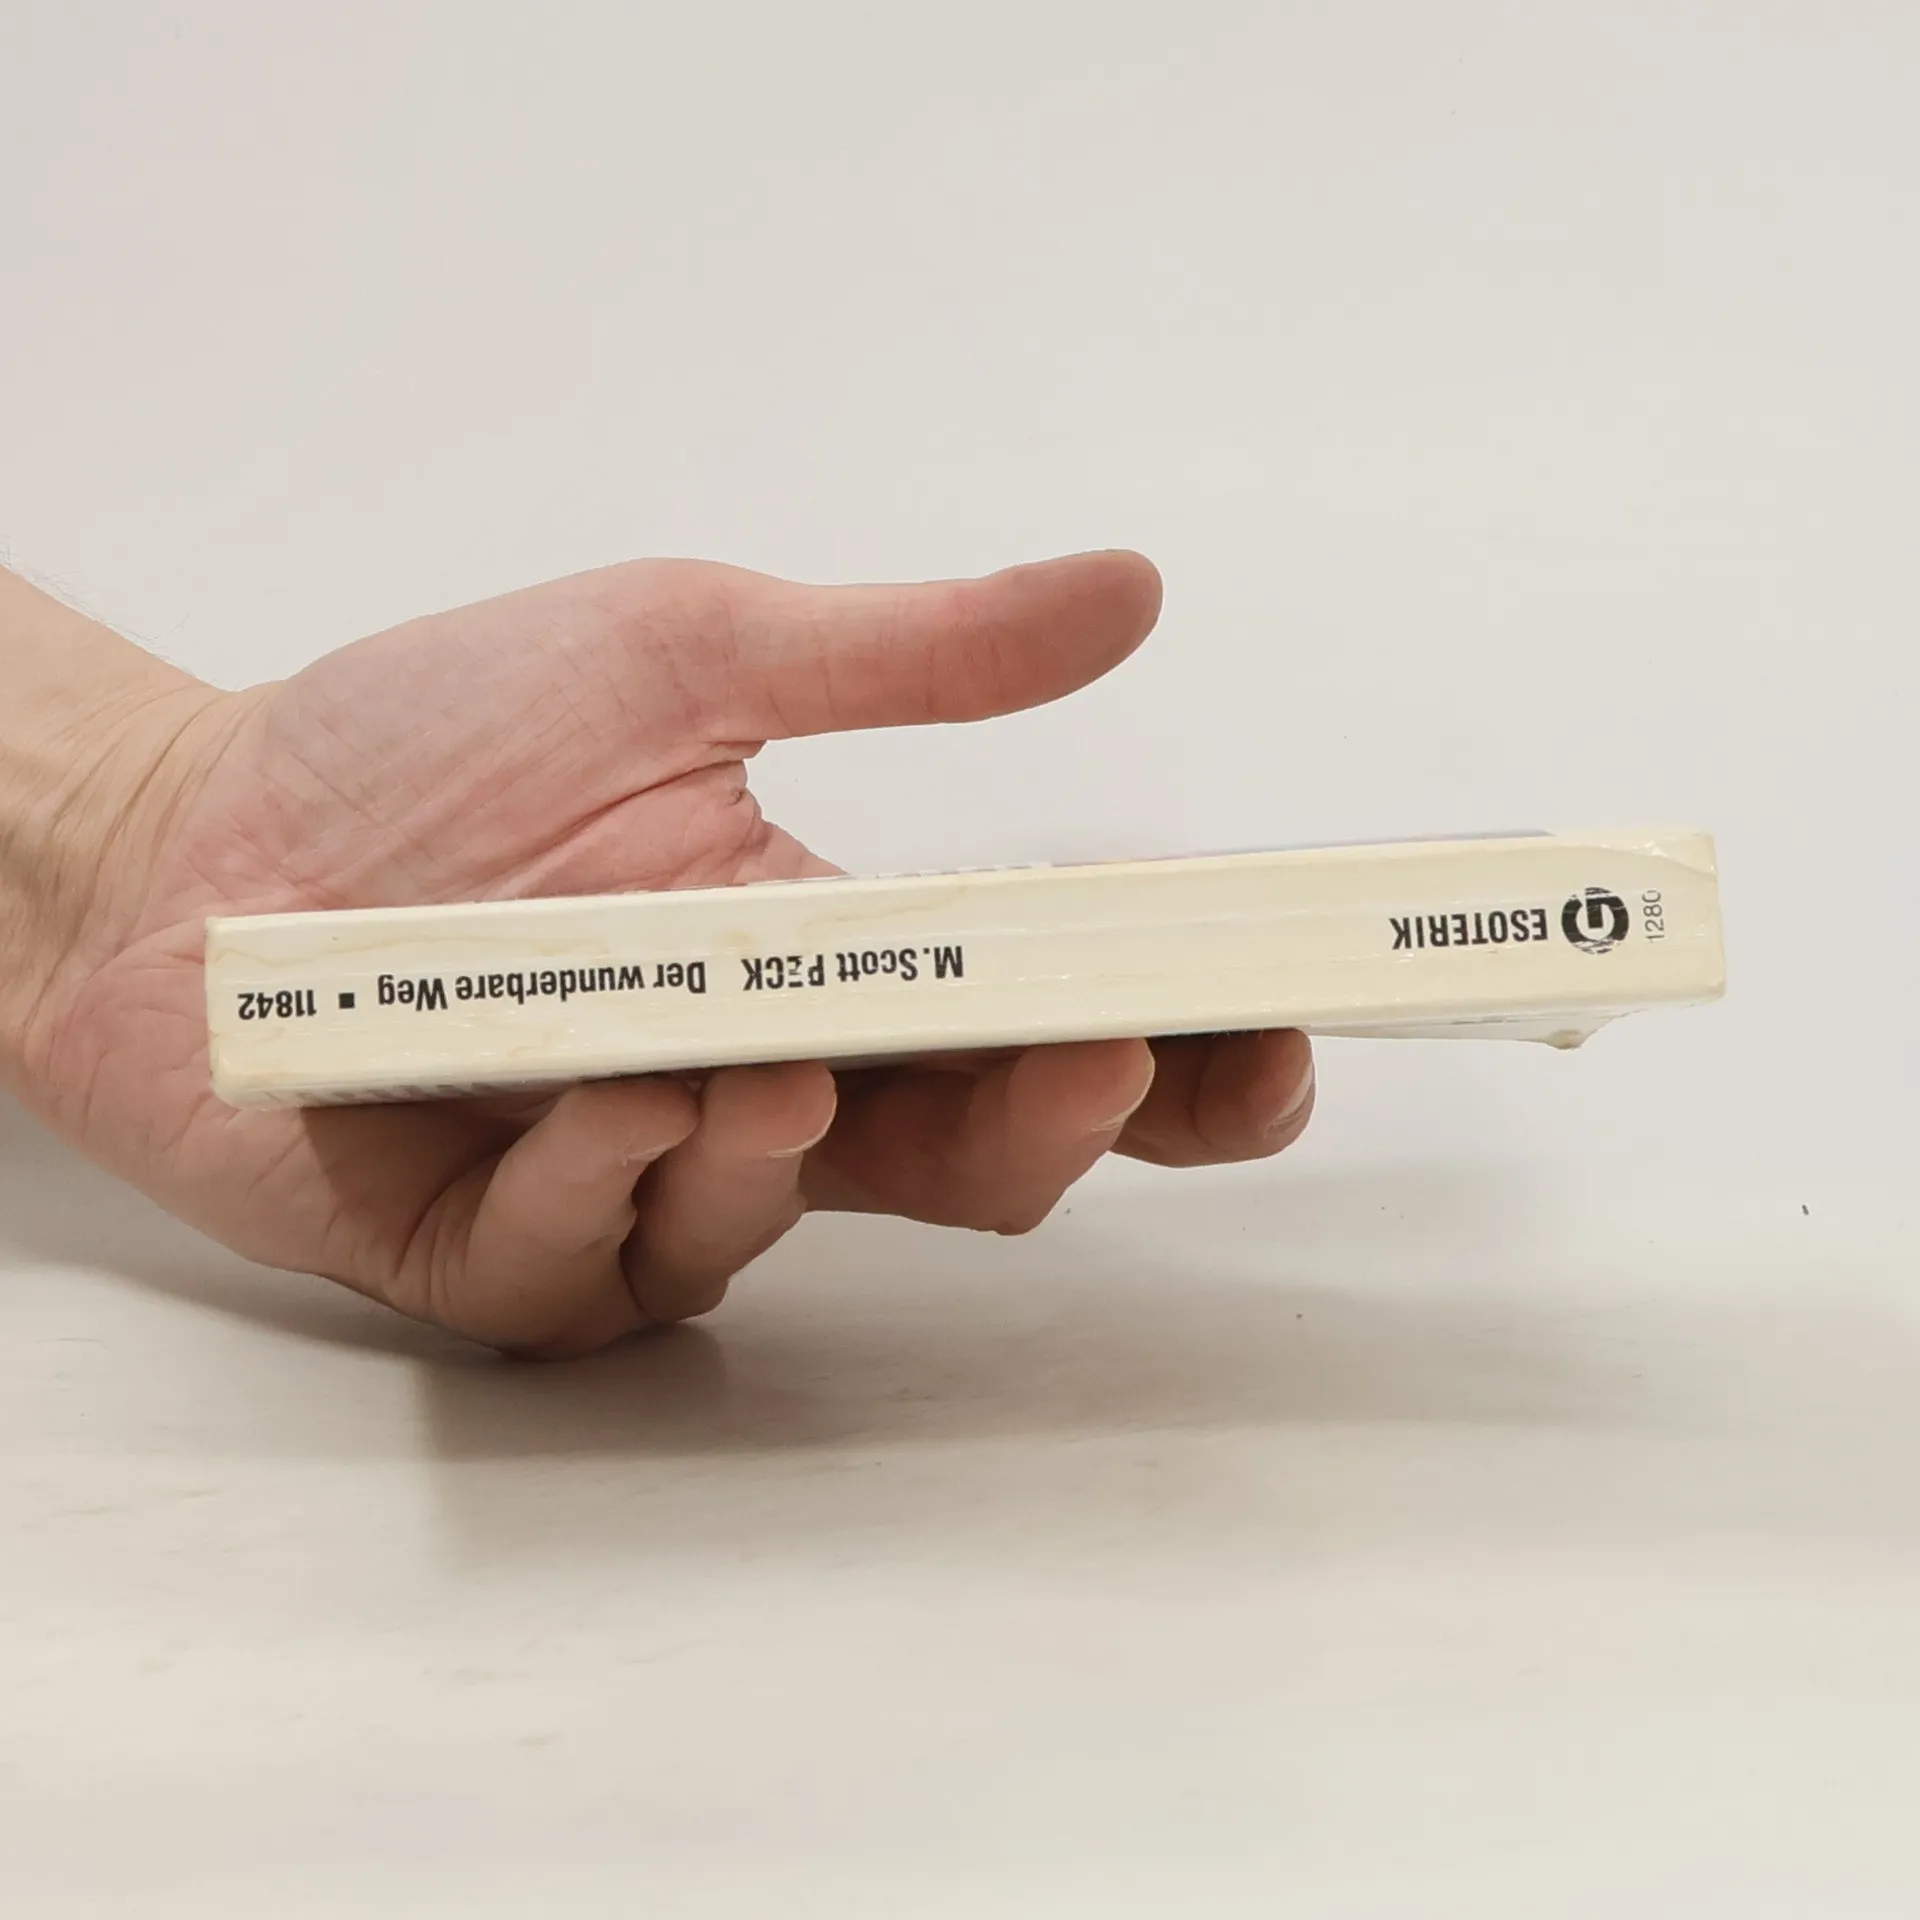 1280
G ESOTERIK
M. Scott PECK Der wunderbare Weg ■ 11842